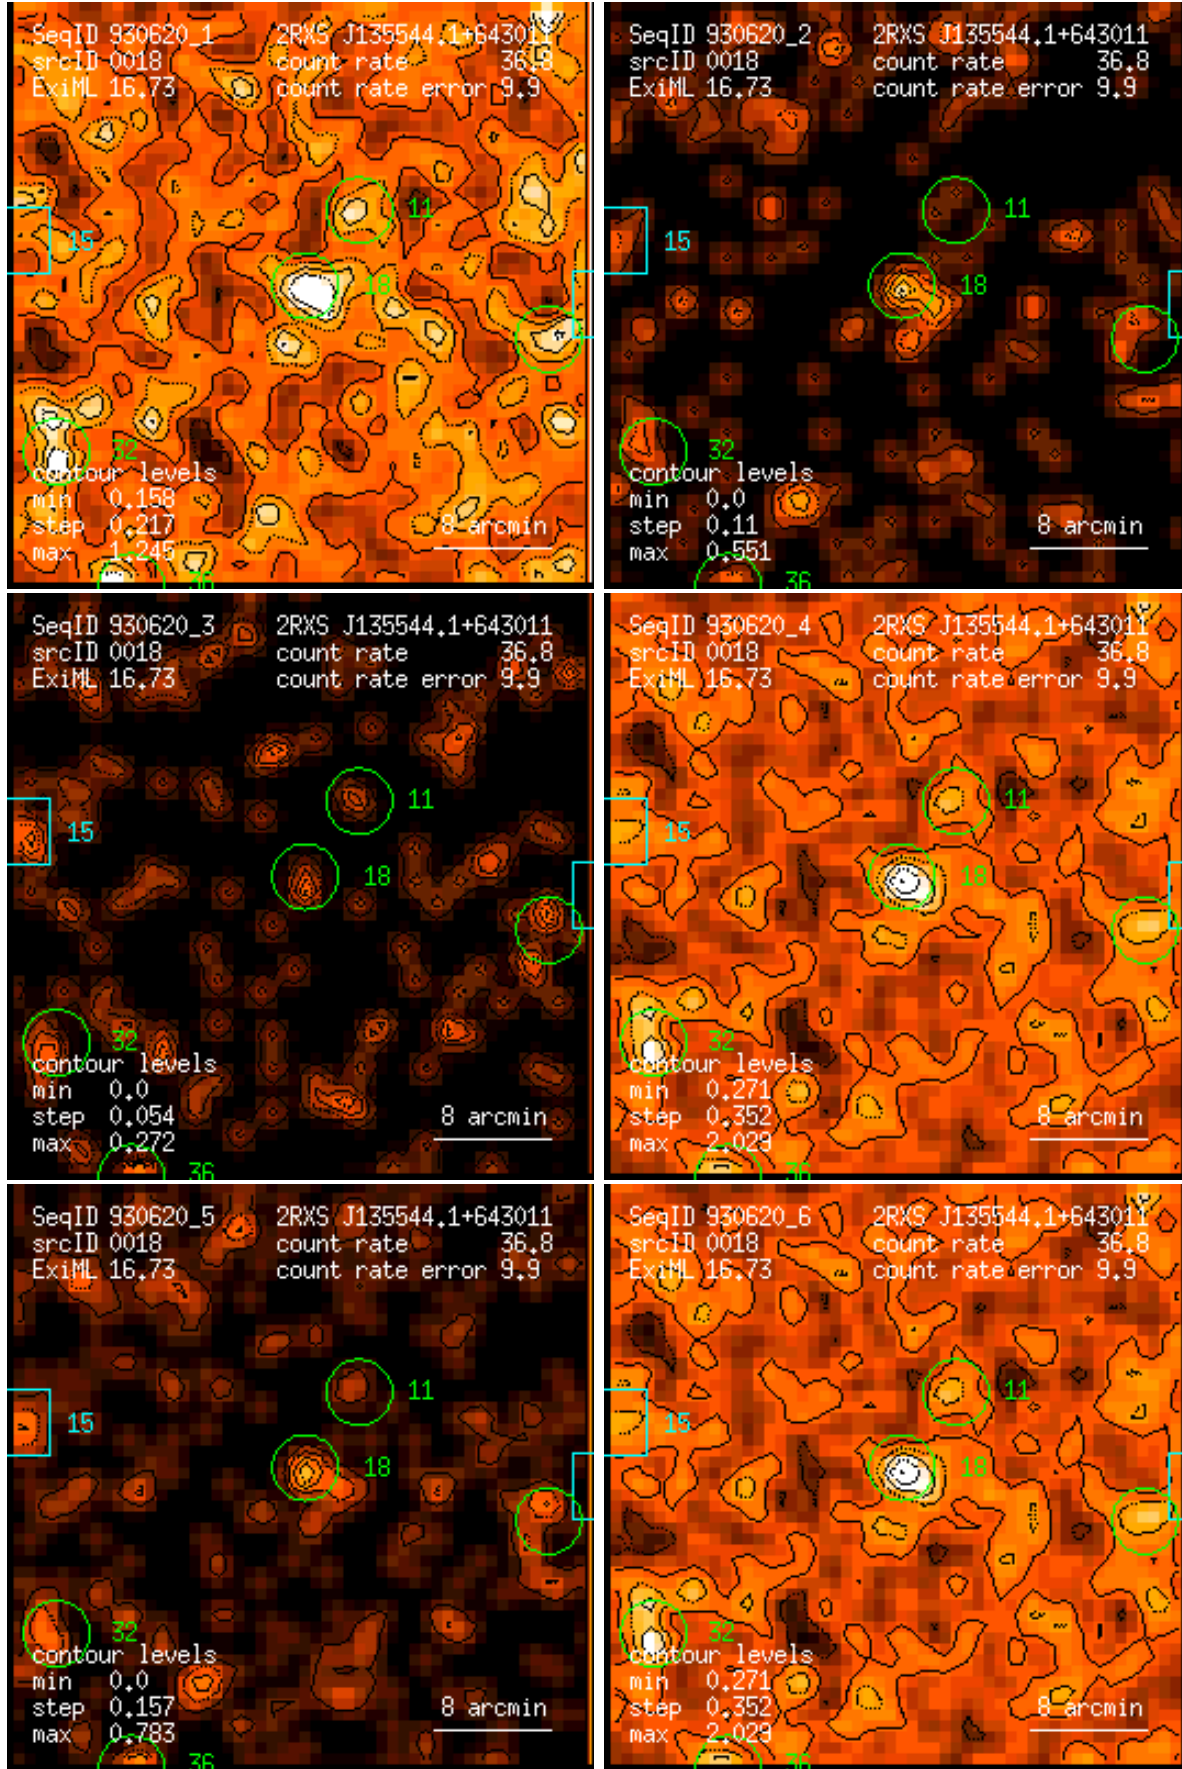 SeqID 930620_1 2RXS J135544.1+643011
srcID 0018 count rate 36.8
ExiML 16.73 count rate error 9.9
11
15
18
32
contour levels
min 0.158
step 0.217
max 1.245
8 arcmin
36
SeqID 930620_2 2RXS J135544.1+643011
srcID 0018 count rate 36.8
ExiML 16.73 count rate error 9.9
11
15
18
32
contour levels
min 0.0
step 0.11
max 0.551
8 arcmin
36
SeqID 930620_3 2RXS J135544.1+643011
srcID 0018 count rate 36.8
ExiML 16.73 count rate error 9.9
11
15
18
32
contour levels
min 0.0
step 0.054
max 0.272
8 arcmin
36
SeqID 930620_4 2RXS J135544.1+643011
srcID 0018 count rate 36.8
ExiML 16.73 count rate error 9.9
11
15
18
32
contour levels
min 0.271
step 0.352
max 2.029
8 arcmin
36
SeqID 930620_5 2RXS J135544.1+643011
srcID 0018 count rate 36.8
ExiML 16.73 count rate error 9.9
11
15
18
32
contour levels
min 0.0
step 0.157
max 0.783
8 arcmin
36
SeqID 930620_6 2RXS J135544.1+643011
srcID 0018 count rate 36.8
ExiML 16.73 count rate error 9.9
11
15
18
32
contour levels
min 0.271
step 0.352
max 2.029
8 arcmin
36